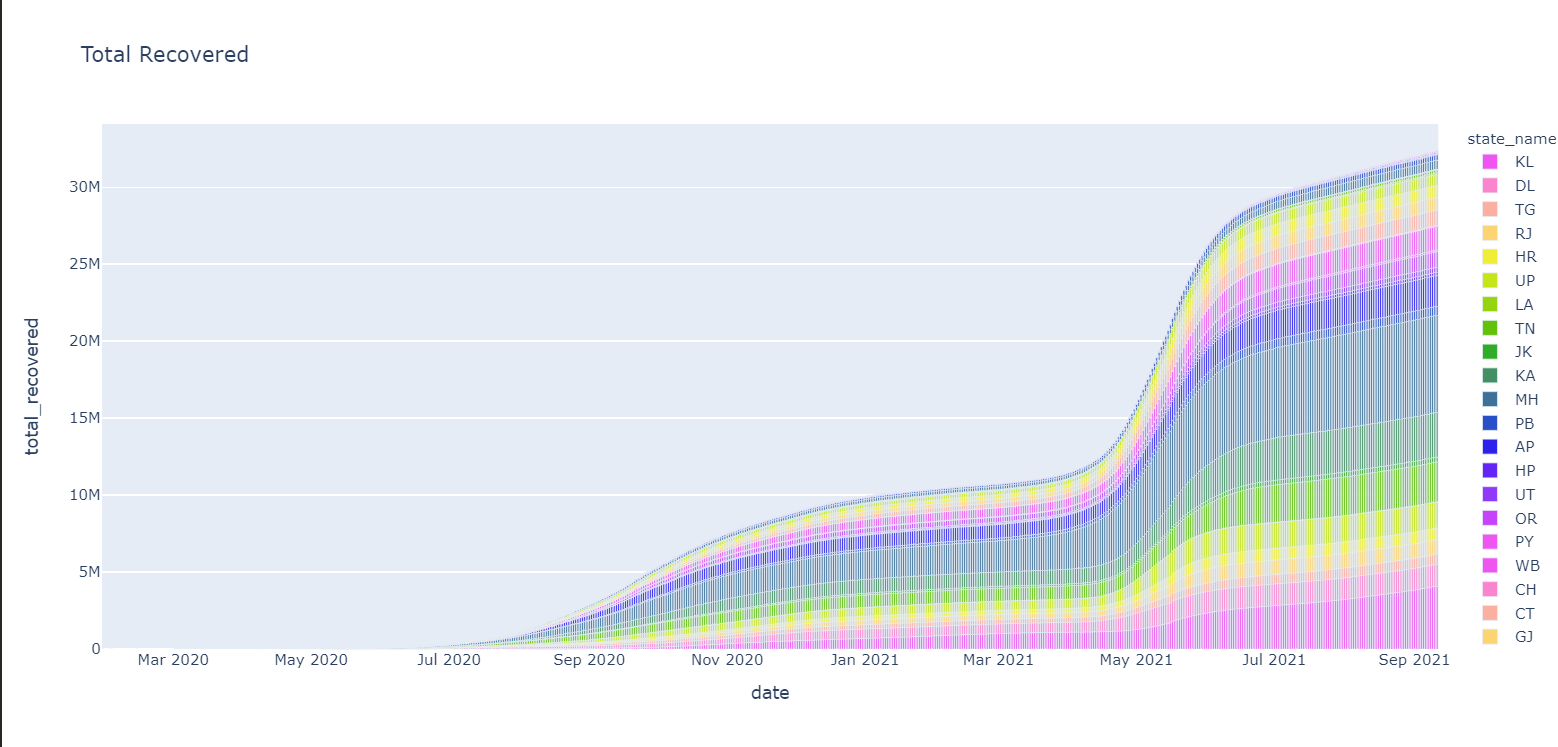 Total Recovered
total_recovered
30M
25M
20M
15M
10M
5M
0
Mar 2020
May 2020
Jul 2020
Sep 2020
Nov 2020
Jan 2021
Mar 2021
May 2021
Jul 2021
Sep 2021
date
state_name
KL
DL
TG
RJ
HR
UP
LA
TN
JK
KA
MH
PB
AP
HP
UT
OR
PY
WB
CH
CT
GJ